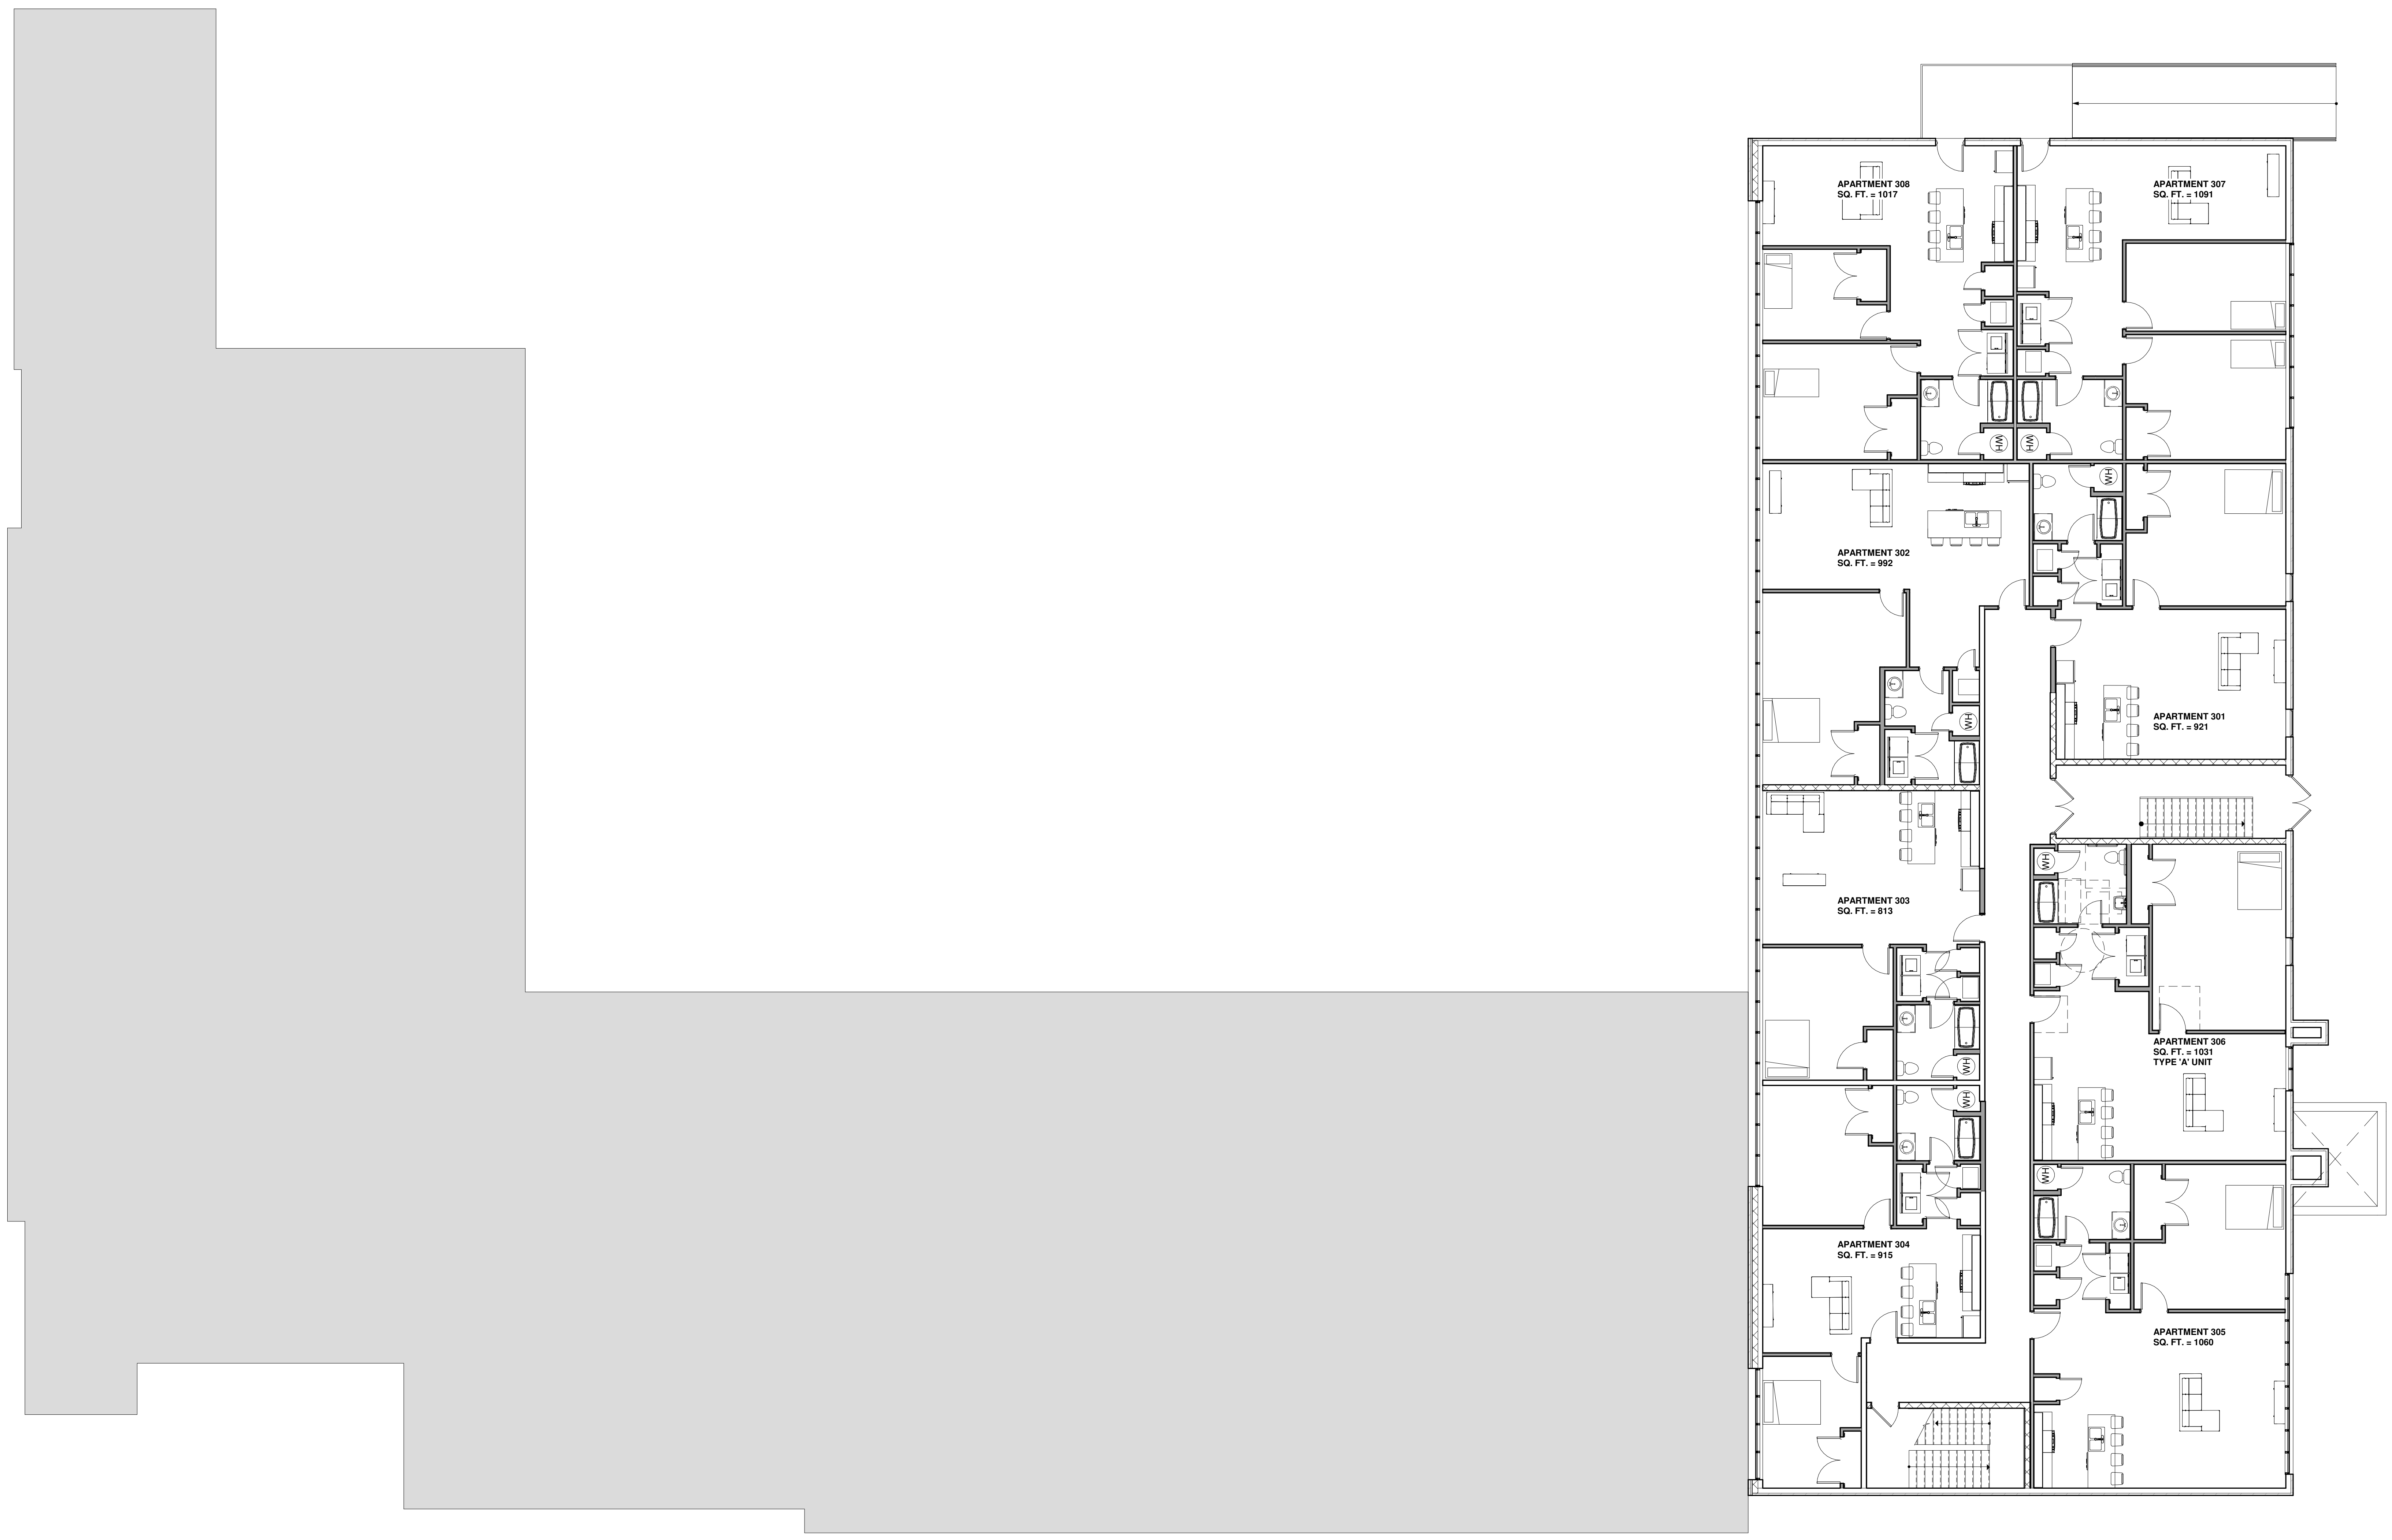 APARTMENT 308
SQ. FT. = 1017
APARTMENT 307
SQ. FT. = 1091
WH
WH
WH
APARTMENT 302
SQ. FT. = 992
APARTMENT 301
SQ. FT. = 921
WH
WH
APARTMENT 303
SQ. FT. = 813
APARTMENT 306
SQ. FT. = 1031
TYPE 'A' UNIT
WH
WH
WH
APARTMENT 304
SQ. FT. = 915
APARTMENT 305
SQ. FT. = 1060